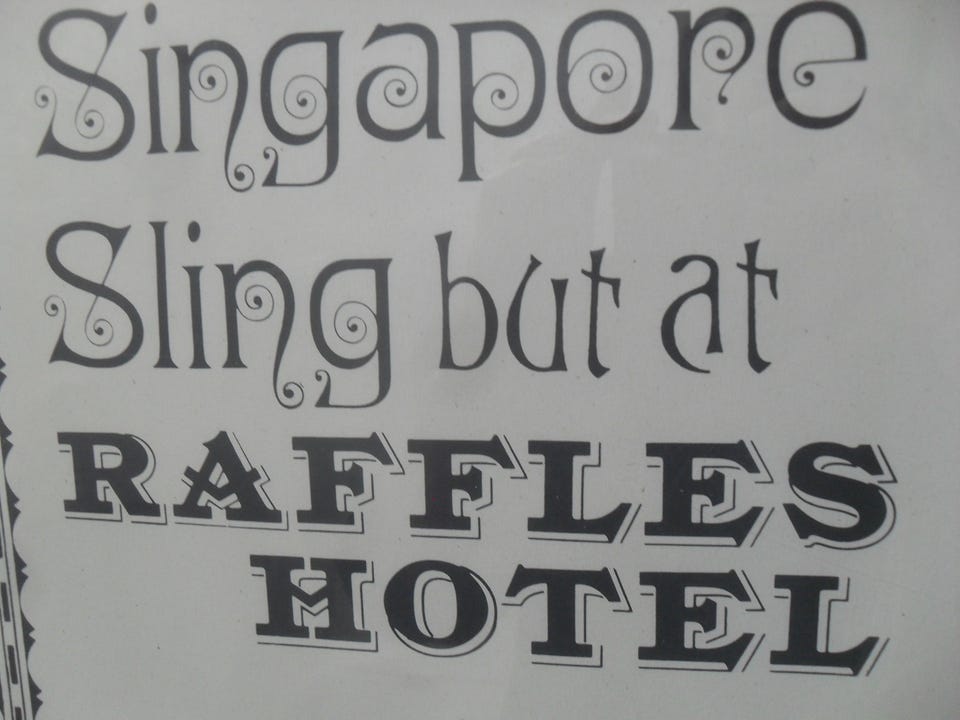 Singapore
Sling but at
RAFFLES
HOTEL